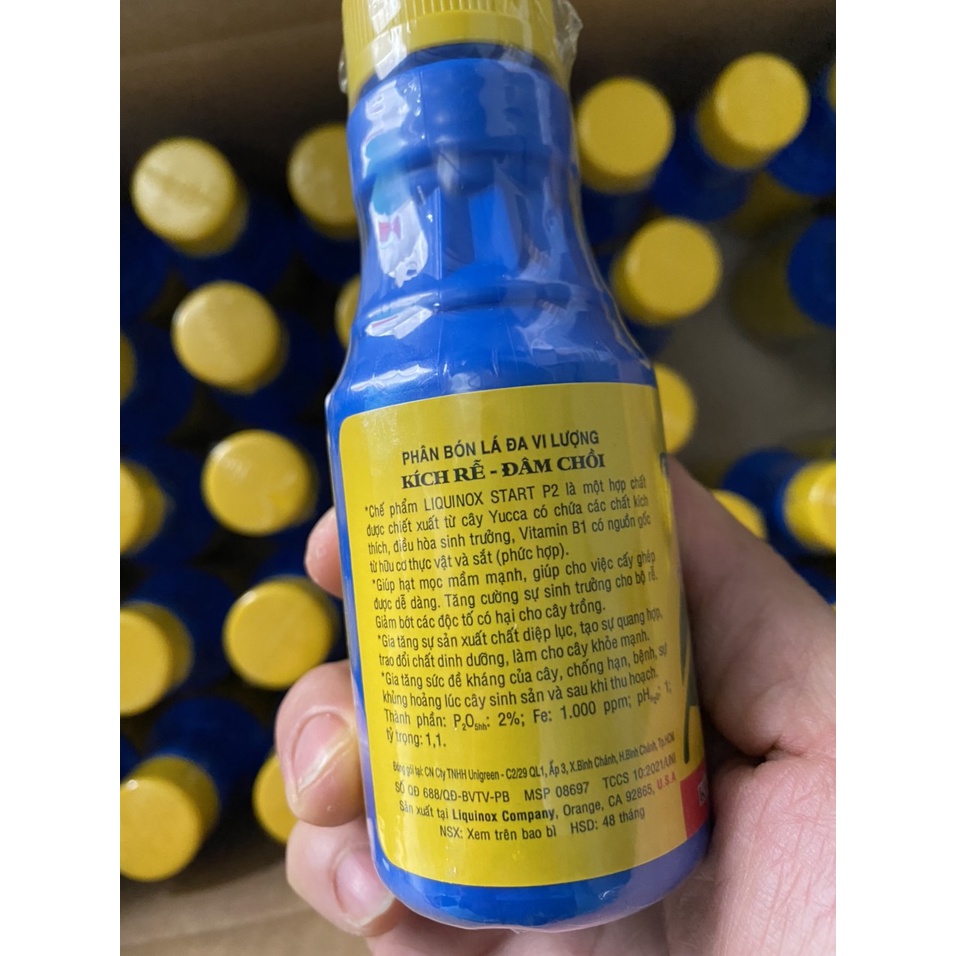 PHÂN BÓN LÁ ĐA VI LƯỢNG
KÍCH RỄ - ĐÂM CHỒI
*Chế phẩm LIQUINOX START P2 là một hợp chất
được chiết xuất từ cây Yucca có chứa các chất kích
thích, điều hòa sinh trưởng, Vitamin B1 có nguồn gốc
từ hữu cơ thực vật và sắt (phức hợp).
*Giúp hạt mọc mầm mạnh, giúp cho việc cấy ghép
được dễ dàng. Tăng cường sự sinh trưởng cho bộ rễ.
Giảm bớt các độc tố có hại cho cây trồng.
*Gia tăng sự sản xuất chất diệp lục, tạo sự quang hợp,
trao đổi chất dinh dưỡng, làm cho cây khỏe mạnh.
*Gia tăng sức đề kháng của cây, chống hạn, bệnh, sự
khủng hoảng lúc cây sinh sản và sau khi thu hoạch.
Thành phần: P₂O₅hh: 2%; Fe: 1.000 ppm; pH H₂O: 1;
tỷ trọng: 1,1.
Đóng gói tại: CN Cty TNHH Unigreen - C2/29 QL1, Ấp 3, X.Bình Chánh, H.Bình Chánh, Tp.HCM
SỐ QĐ 688/QĐ-BVTV-PB MSP 08697 TCCS 10:2021/UNI
Sản xuất tại Liquinox Company, Orange, CA 92865, U.S.A
NSX: Xem trên bao bì HSD: 48 tháng